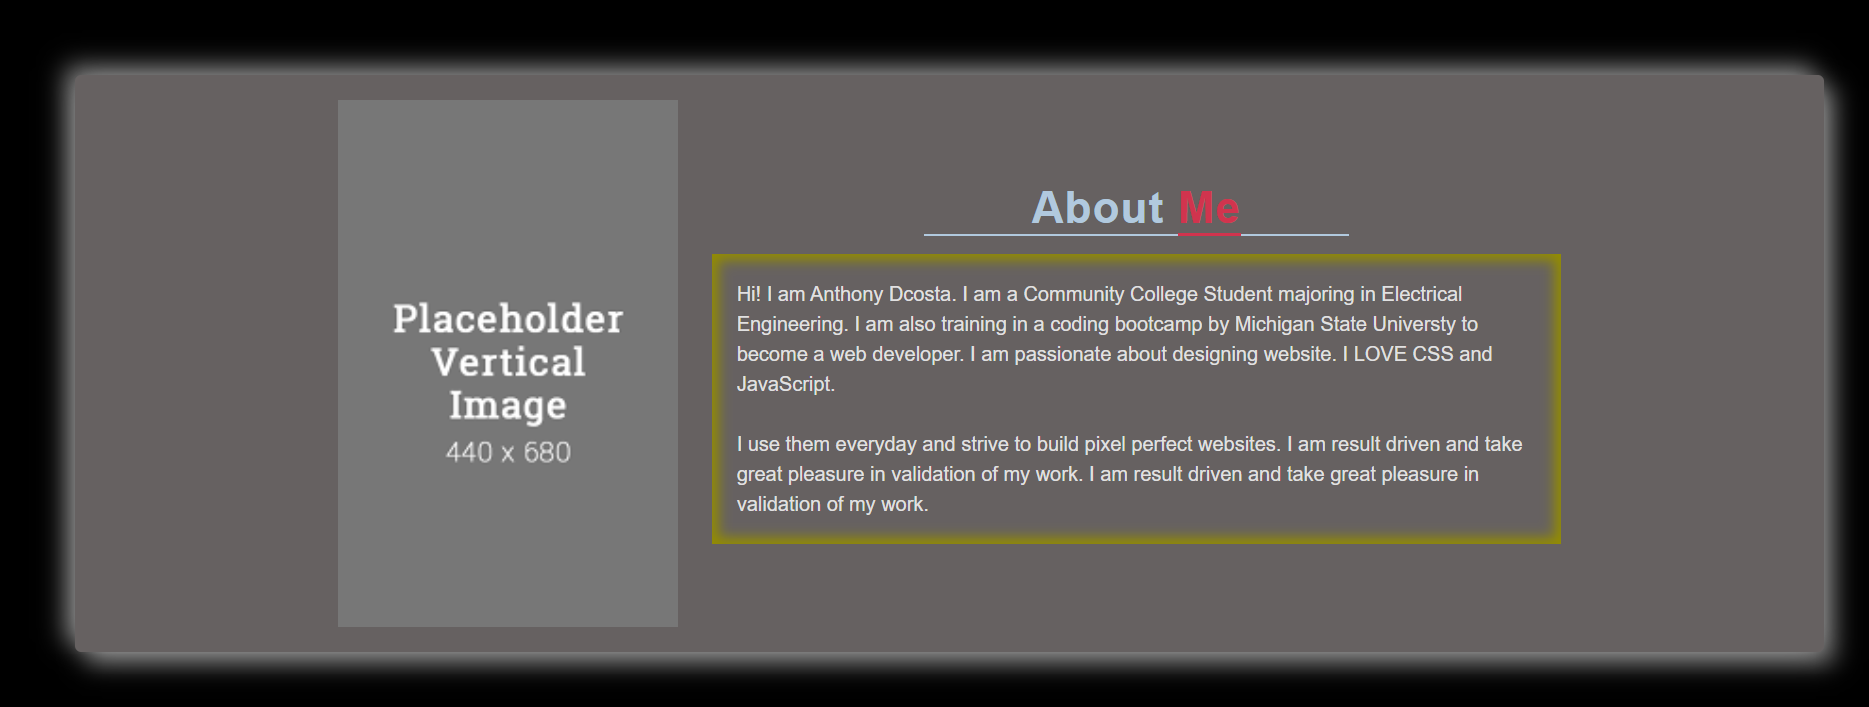 Placeholder
Vertical
Image
440 x 680
About Me
Hi! I am Anthony Dcosta. I am a Community College Student majoring in Electrical
Engineering. I am also training in a coding bootcamp by Michigan State Universty to
become a web developer. I am passionate about designing website. I LOVE CSS and
JavaScript.
I use them everyday and strive to build pixel perfect websites. I am result driven and take
great pleasure in validation of my work. I am result driven and take great pleasure in
validation of my work.